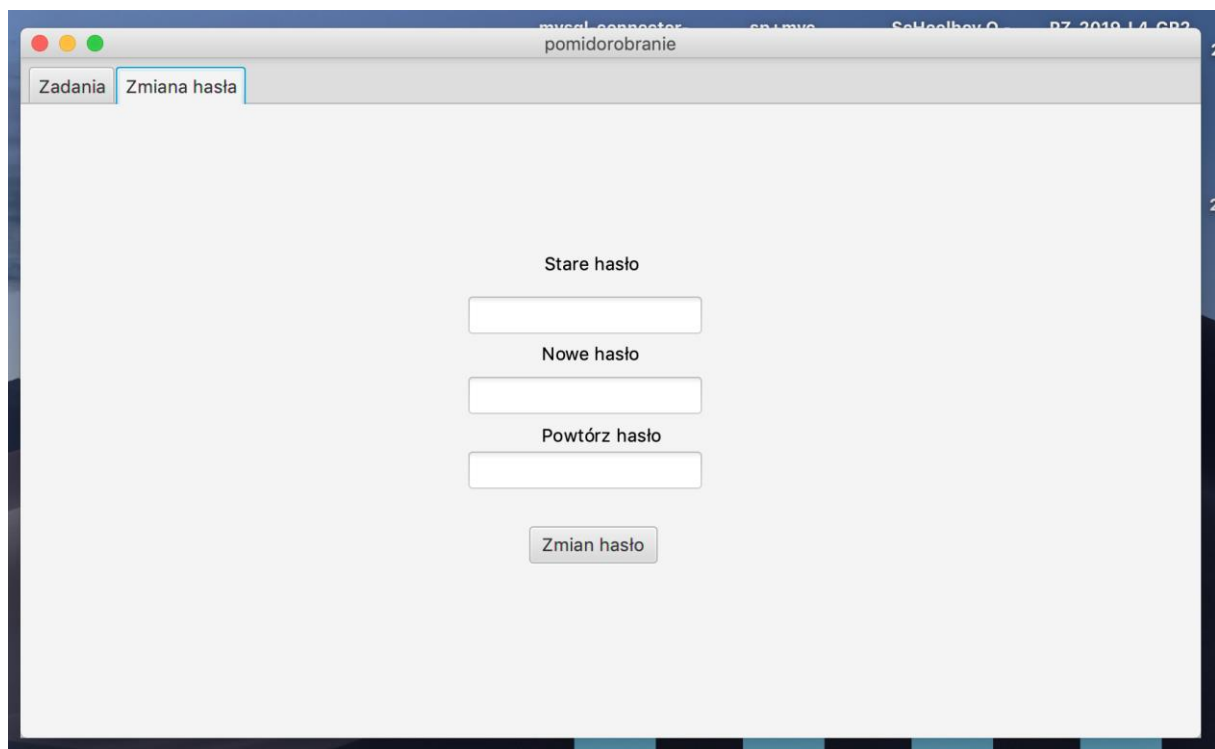 pomidorobranie
Zadania Zmiana hasła
Stare hasło
Nowe hasło
Powtórz hasło
Zmian hasło